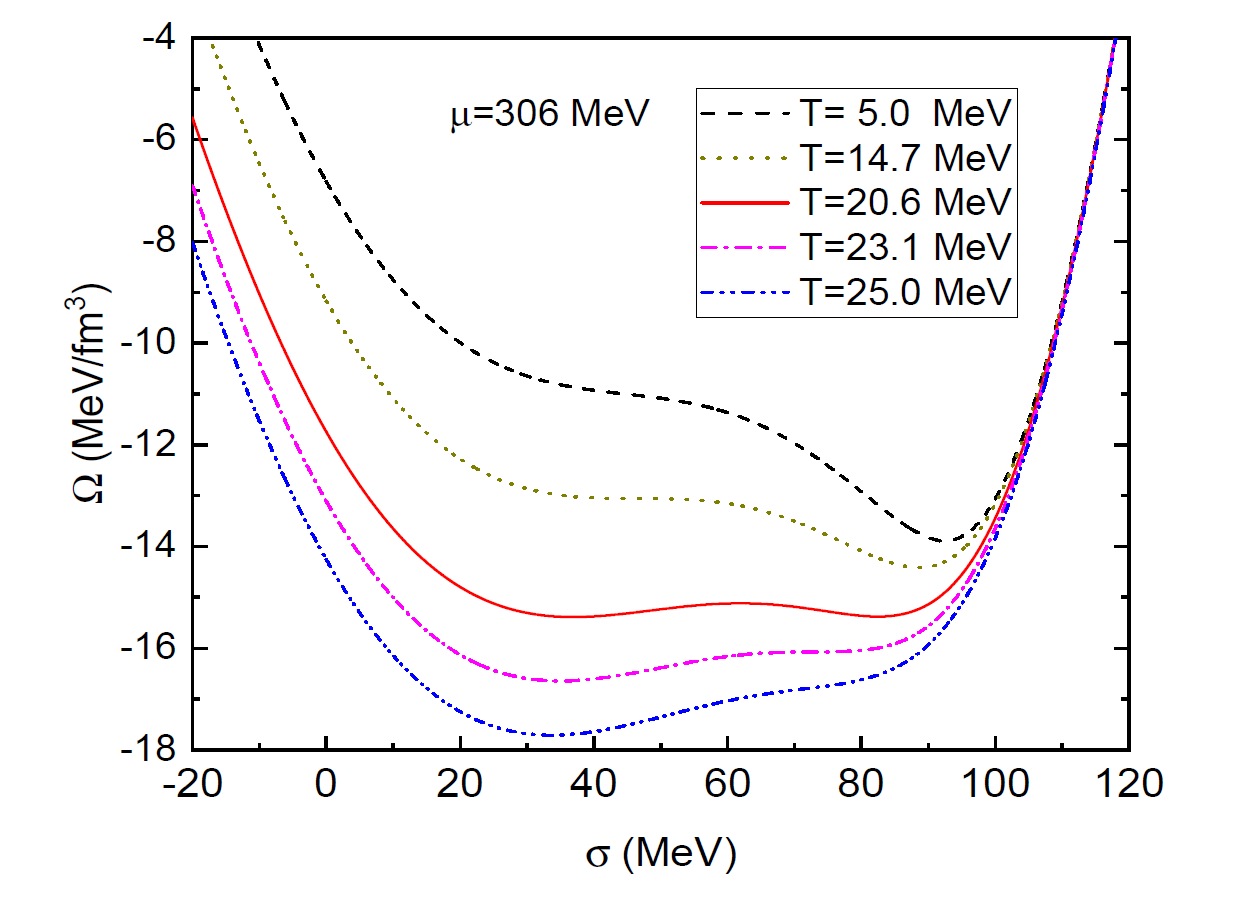 -4
-6
-8
-10
-12
-14
-16
-18
Ω (MeV/fm³)
μ=306 MeV
T= 5.0 MeV
T=14.7 MeV
T=20.6 MeV
T=23.1 MeV
T=25.0 MeV
-20 0 20 40 60 80 100 120
σ (MeV)